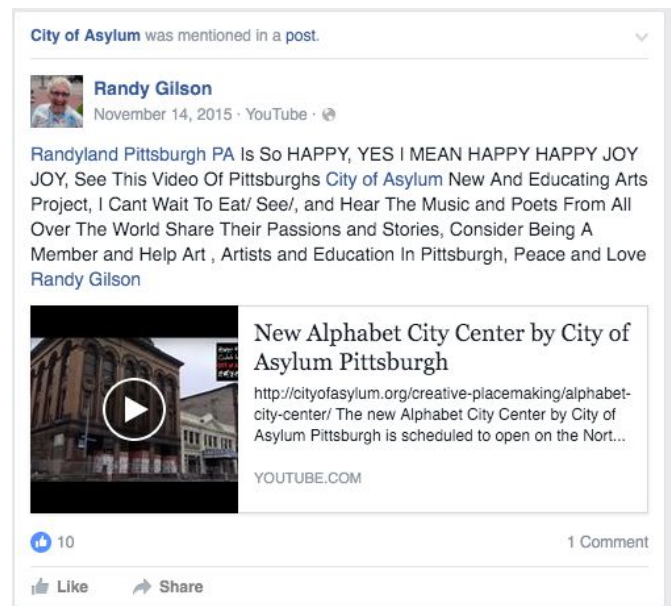 City of Asylum was mentioned in a post.
Randy Gilson
November 14, 2015 · YouTube ·
Randyland Pittsburgh PA Is So HAPPY, YES I MEAN HAPPY HAPPY JOY
JOY, See This Video Of Pittsburghs City of Asylum New And Educating Arts
Project, I Cant Wait To Eat/ See/, and Hear The Music and Poets From All
Over The World Share Their Passions and Stories, Consider Being A
Member and Help Art , Artists and Education In Pittsburgh, Peace and Love
Randy Gilson
New Alphabet City Center by City of
Asylum Pittsburgh
http://cityofasylum.org/creative-placemaking/alphabet-
city-center/ The new Alphabet City Center by City of
Asylum Pittsburgh is scheduled to open on the Nort...
YOUTUBE.COM
10
1 Comment
Like
Share